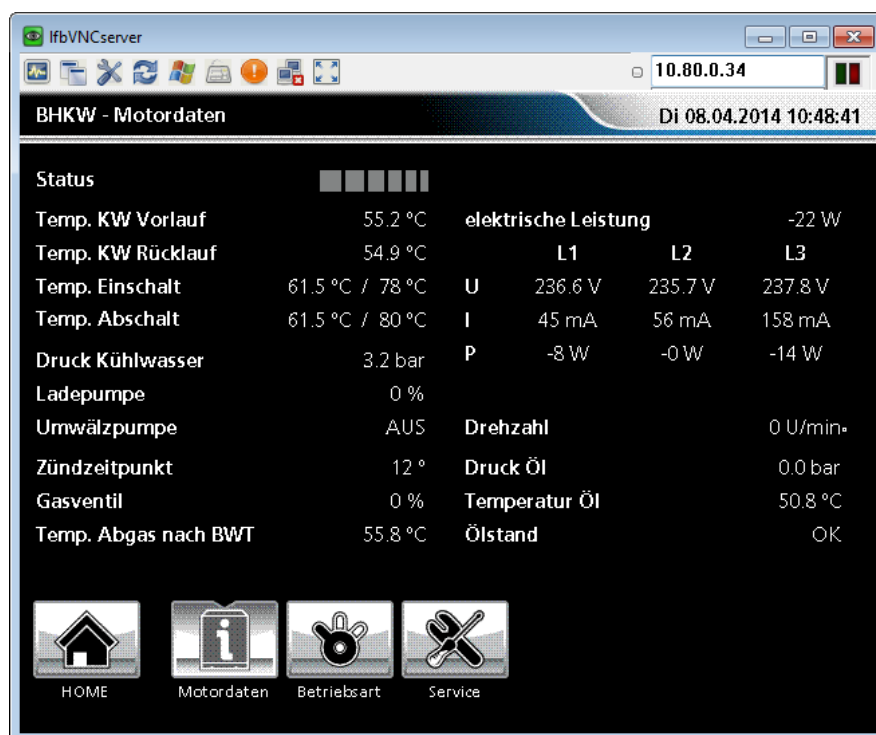 lfbVNCserver
10.80.0.34
BHKW - Motordaten Di 08.04.2014 10:48:41
Status
Temp. KW Vorlauf 55.2 °C elektrische Leistung -22 W
Temp. KW Rücklauf 54.9 °C L1 L2 L3
Temp. Einschalt 61.5 °C / 78 °C U 236.6 V 235.7 V 237.8 V
Temp. Abschalt 61.5 °C / 80 °C I 45 mA 56 mA 158 mA
Druck Kühlwasser 3.2 bar P -8 W -0 W -14 W
Ladepumpe 0 %
Umwälzpumpe AUS Drehzahl 0 U/min
Zündzeitpunkt 12 ° Druck Öl 0.0 bar
Gasventil 0 % Temperatur Öl 50.8 °C
Temp. Abgas nach BWT 55.8 °C Ölstand OK
HOME Motordaten Betriebsart Service